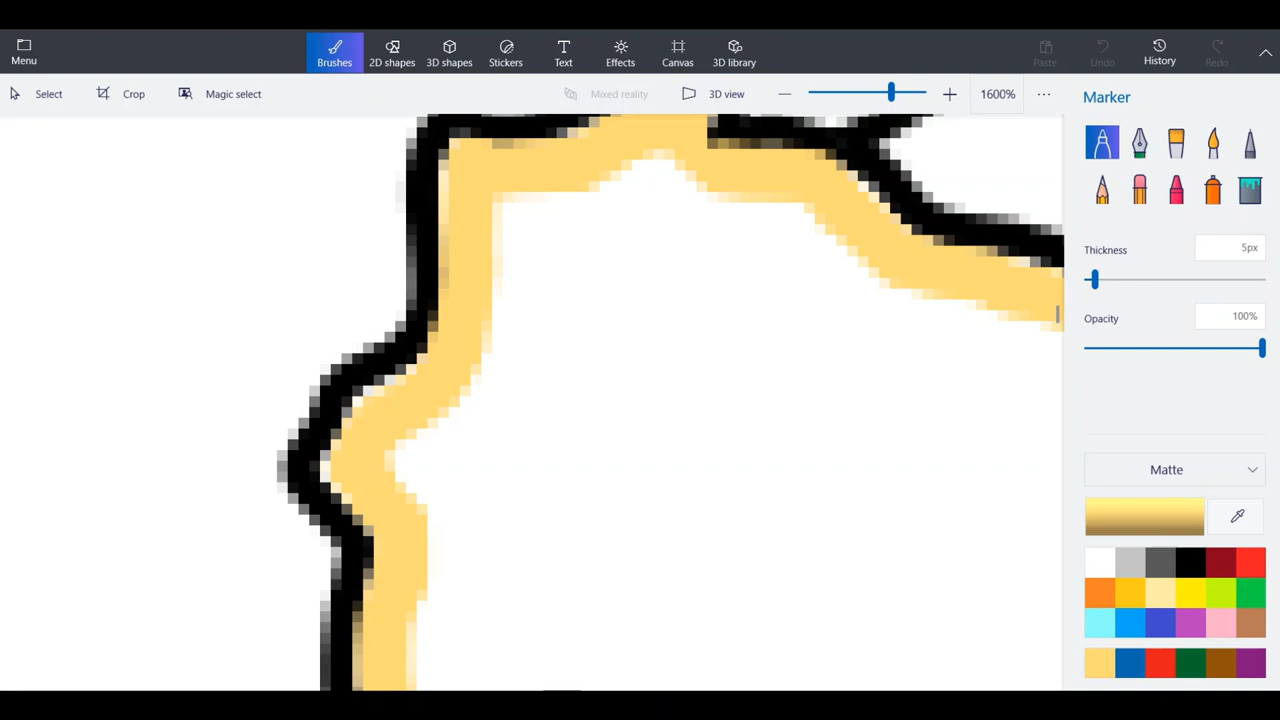 Menu
Brushes 2D shapes 3D shapes Stickers Text Effects Canvas 3D library Paste Undo History Redo
Select Crop Magic select Mixed reality 3D view 1600%
Marker
Thickness 5px
Opacity 100%
Matte